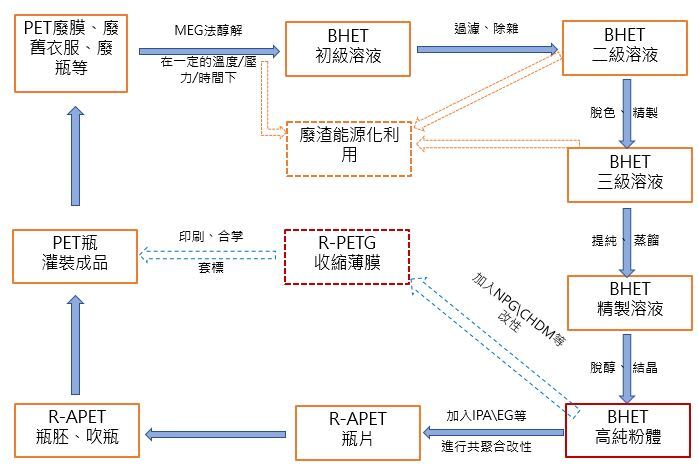 PET廢膜、廢
舊衣服、廢
瓶等
MEG法醇解
在一定的溫度/壓
力/時間下
BHET
初級溶液
過濾、除雜
BHET
二級溶液
廢渣能源化利
用
脫色、精製
BHET
三級溶液
PET瓶
灌裝成品
印刷、合掌
套標
R-PETG
收縮薄膜
提純、蒸餾
加入NPG\CHDM等
改性
BHET
精製溶液
脫醇、結晶
R-APET
瓶胚、吹瓶
R-APET
瓶片
加入IPA\EG等
進行共聚合改性
BHET
高純粉體